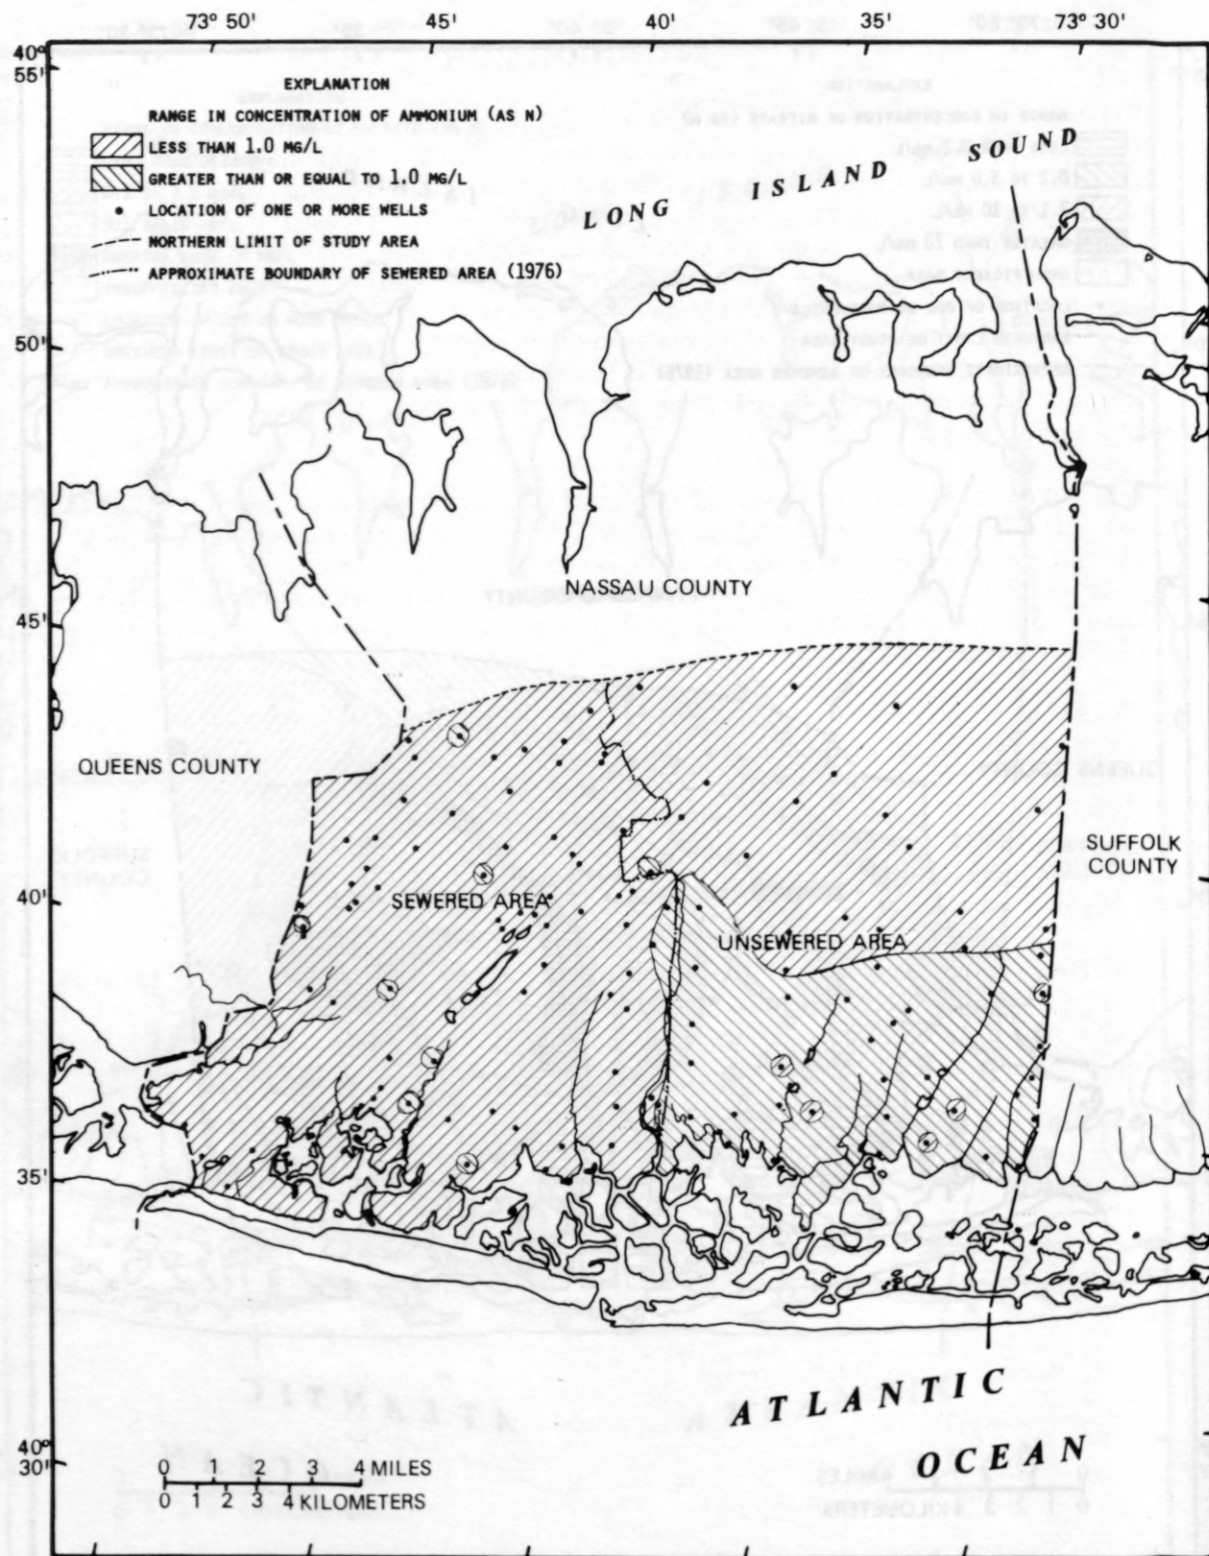 73° 50' 45' 40' 35' 73° 30'
40°
55'
EXPLANATION
RANGE IN CONCENTRATION OF AMMONIUM (AS N)
LESS THAN 1.0 MG/L
GREATER THAN OR EQUAL TO 1.0 MG/L
LOCATION OF ONE OR MORE WELLS
NORTHERN LIMIT OF STUDY AREA
APPROXIMATE BOUNDARY OF SEWERED AREA (1976)
LONG ISLAND SOUND
50'
NASSAU COUNTY
45'
QUEENS COUNTY
SUFFOLK
COUNTY
40'
SEWERED AREA
UNSEWERED AREA
35'
ATLANTIC
OCEAN
40°
30'
0 1 2 3 4 MILES
0 1 2 3 4 KILOMETERS